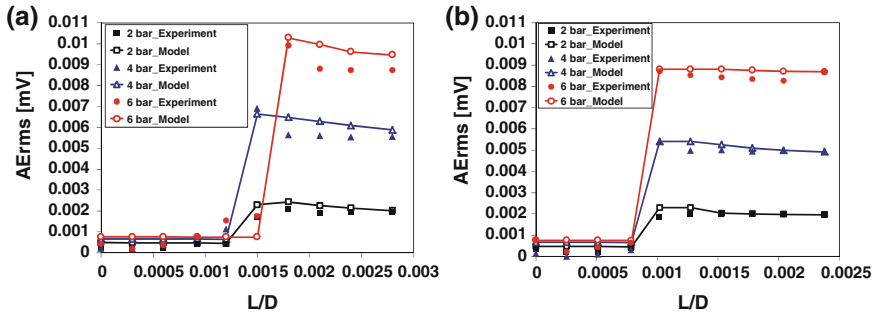 (a)
AErms [mV]
0.011
0.01
0.009
0.008
0.007
0.006
0.005
0.004
0.003
0.002
0.001
0
2 bar_Experiment
2 bar_Model
4 bar_Experiment
4 bar_Model
6 bar_Experiment
6 bar_Model
0 0.0005 0.001 0.0015 0.002 0.0025 0.003
L/D
(b)
AErms [mV]
0.011
0.01
0.009
0.008
0.007
0.006
0.005
0.004
0.003
0.002
0.001
0
2 bar_Experiment
2 bar_Model
4 bar_Experiment
4 bar_Model
6 bar_Experiment
6 bar_Model
0 0.0005 0.001 0.0015 0.002 0.0025
L/D